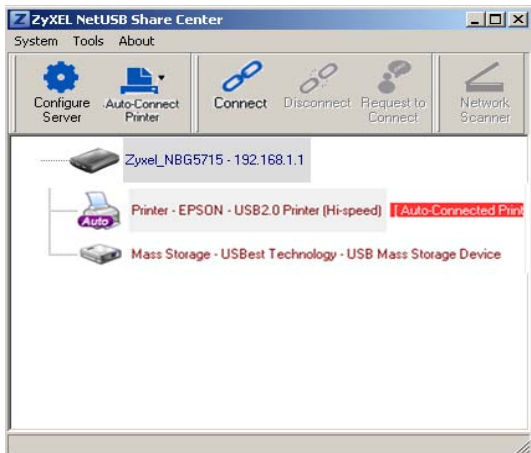 ZyXEL NetUSB Share Center
System Tools About
Configure Server
Auto-Connect Printer
Connect
Disconnect
Request to Connect
Network Scanner
Zyxel_NBG5715 - 192.168.1.1
Auto
Printer - EPSON - USB2.0 Printer (Hi-speed) [ Auto-Connected Print
Mass Storage - USBest Technology - USB Mass Storage Device